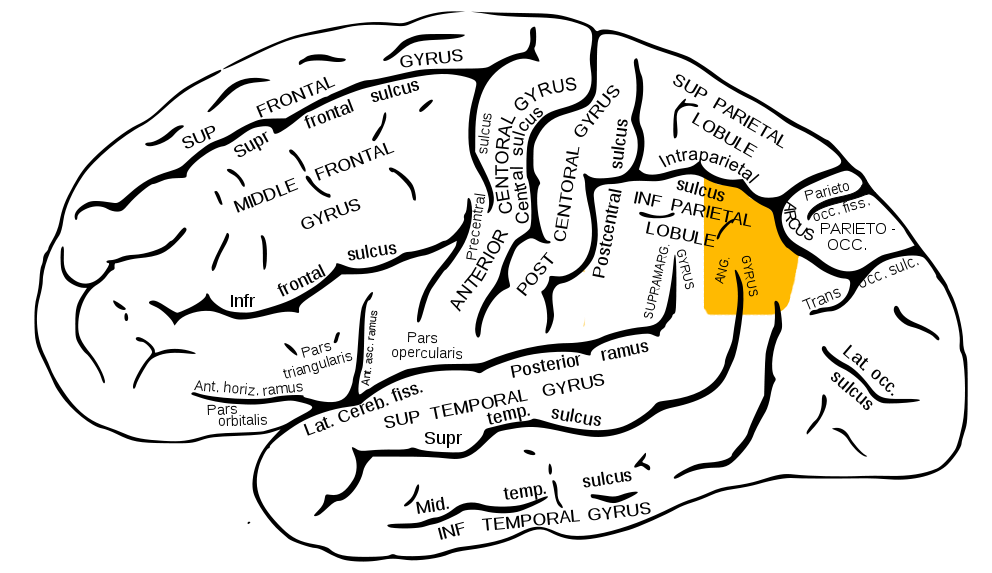 SUP FRONTAL GYRUS
Supr frontal sulcus
MIDDLE FRONTAL
GYRUS
Infr frontal sulcus
Precentral sulcus
ANTERIOR CENTORAL GYRUS
Central sulcus
POST CENTORAL GYRUS
Postcentral sulcus
SUP PARIETAL
LOBULE
Intraparietal
sulcus
INF PARIETAL
LOBULE
SUPRAMARG.
GYRUS
ANG.
GYRUS
ARCUS
Parieto
occ. fiss.
PARIETO -
OCC.
Trans occ. sulc.
Lat. occ.
sulcus
Pars
triangularis
Ant. asc. ramus
Pars
opercularis
Ant. horiz. ramus
Pars
orbitalis
Lat. Cereb. fiss.
Posterior ramus
SUP TEMPORAL GYRUS
Supr temp. sulcus
Mid. temp. sulcus
INF TEMPORAL GYRUS